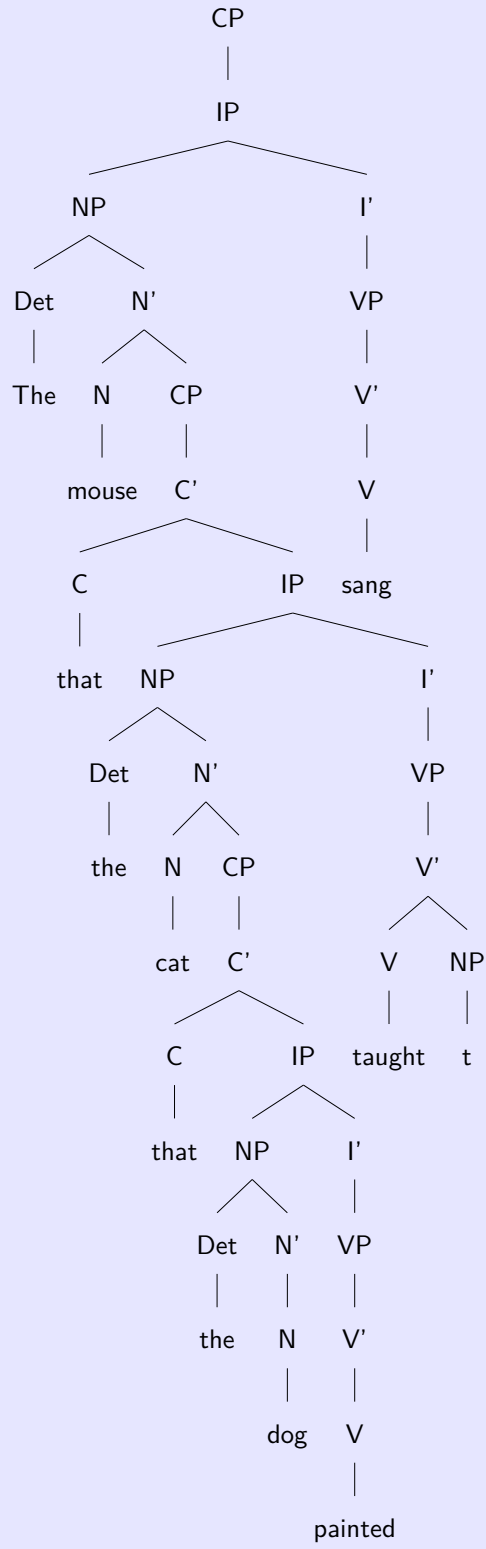 CP
IP
NP I'
Det N' VP
The N CP V'
mouse C' V
C IP sang
that NP I'
Det N' VP
the N CP V'
cat C' V NP
C IP taught t
that NP I'
Det N' VP
the N V'
dog V
painted